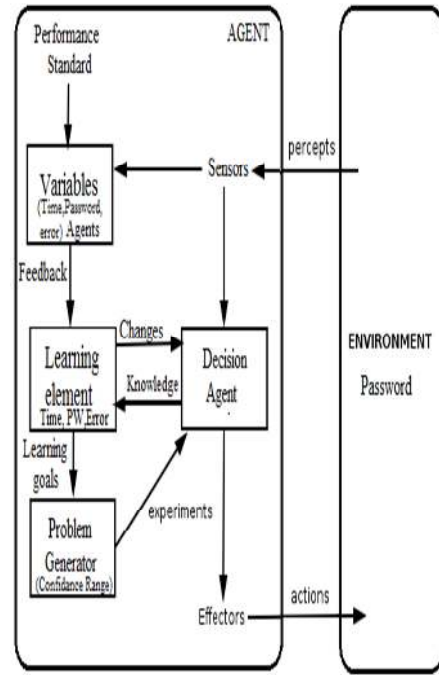 Performance
Standard
AGENT
percepts
Sensors
Variables
(Time,Password,
error) Agents
Feedback
Changes
Learning
element
Time, PW,Error
Knowledge
Decision
Agent
ENVIRONMENT
Password
Learning
goals
experiments
Problem
Generator
(Confidance Range)
Effectors
actions